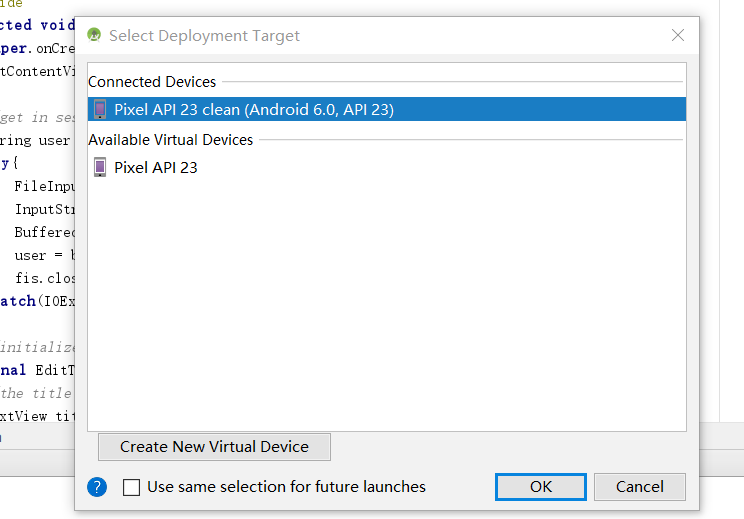 Select Deployment Target
Connected Devices
Pixel API 23 clean (Android 6.0, API 23)
Available Virtual Devices
Pixel API 23
Create New Virtual Device
?
Use same selection for future launches
OK
Cancel
ide
cted void
per.onCre
tContentVi
get in ses
ring user
y{
FileInpu
InputStr
Buffered
user = b
fis.clos
atch(IOEx
initialize
nal EditT
the title
xtView tit